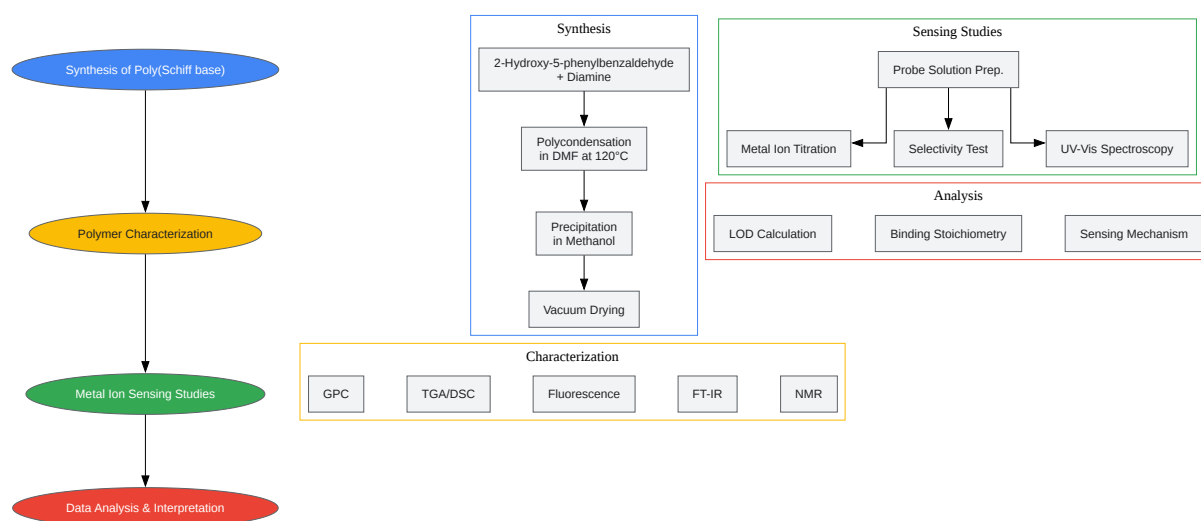 Synthesis of Poly(Schiff base)
Polymer Characterization
Metal Ion Sensing Studies
Data Analysis & Interpretation
Synthesis
2-Hydroxy-5-phenylbenzaldehyde
+ Diamine
Polycondensation
in DMF at 120°C
Precipitation
in Methanol
Vacuum Drying
Sensing Studies
Probe Solution Prep.
Metal Ion Titration
Selectivity Test
UV-Vis Spectroscopy
Analysis
LOD Calculation
Binding Stoichiometry
Sensing Mechanism
Characterization
GPC
TGA/DSC
Fluorescence
FT-IR
NMR